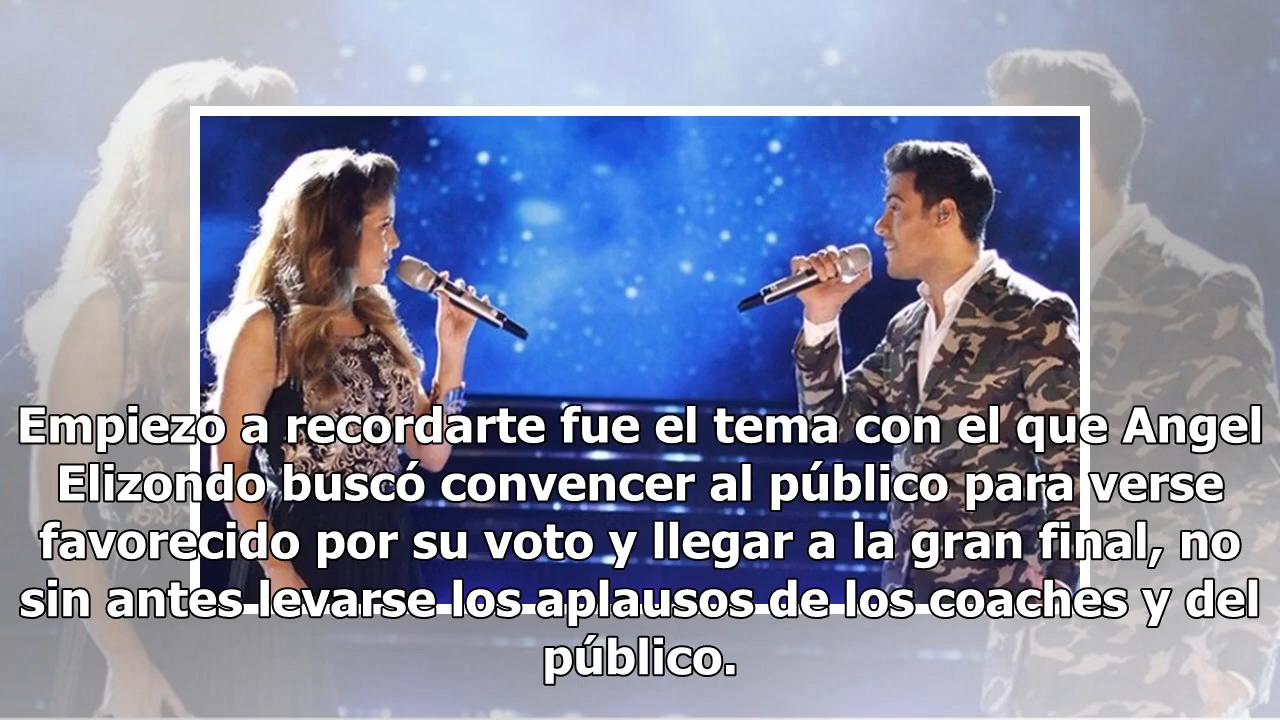 Empiezo a recordarte fue el tema con el que Angel
Elizondo buscó convencer al público para verse
favorecido por su voto y llegar a la gran final, no
sin antes levarse los aplausos de los coaches y del
público.